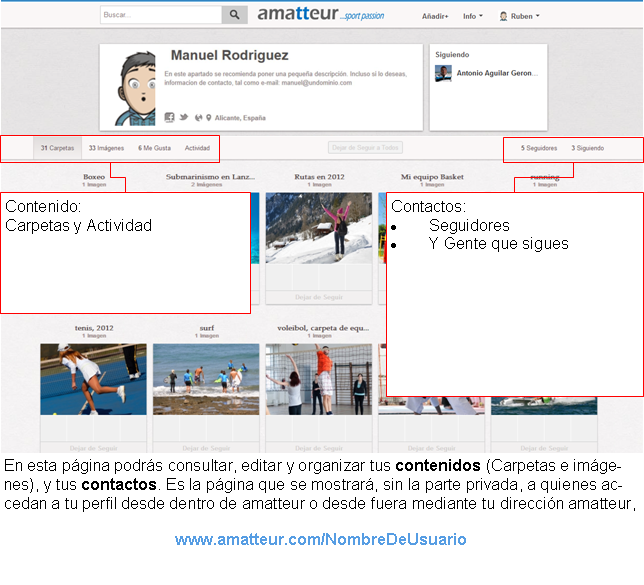 Buscar...
amatteur ...sport passion
Añadir+
Info
Ruben
Manuel Rodriguez
En este apartado se recomienda poner una pequeña descripción. Incluso si lo deseas,
informacion de contacto, tal como e-mail: manuel@undominio.com
Alicante, España
Siguiendo
Antonio Aguilar Geron...
31 Carpetas
33 Imágenes
6 Me Gusta
Actividad
Dejar de Seguir a Todos
5 Seguidores
3 Siguiendo
Boxeo
1 Imagen
Submarinismo en Lanz...
2 Imágenes
Rutas en 2012
1 Imagen
Mi equipo Basket
1 Imagen
running
1 Imagen
Contenido:
Carpetas y Actividad
Contactos:
• Seguidores
• Y Gente que sigues
Dejar de Seguir
tenis, 2012
1 Imagen
surf
1 Imagen
voleibol, carpeta de equ...
1 Imagen
Dejar de Seguir
Dejar de Seguir
Dejar de Seguir
Dejar de Seguir
Dejar de Seguir
En esta página podrás consultar, editar y organizar tus contenidos (Carpetas e imáge-
nes), y tus contactos. Es la página que se mostrará, sin la parte privada, a quienes ac-
cedan a tu perfil desde dentro de amatteur o desde fuera mediante tu dirección amatteur,
www.amatteur.com/NombreDeUsuario